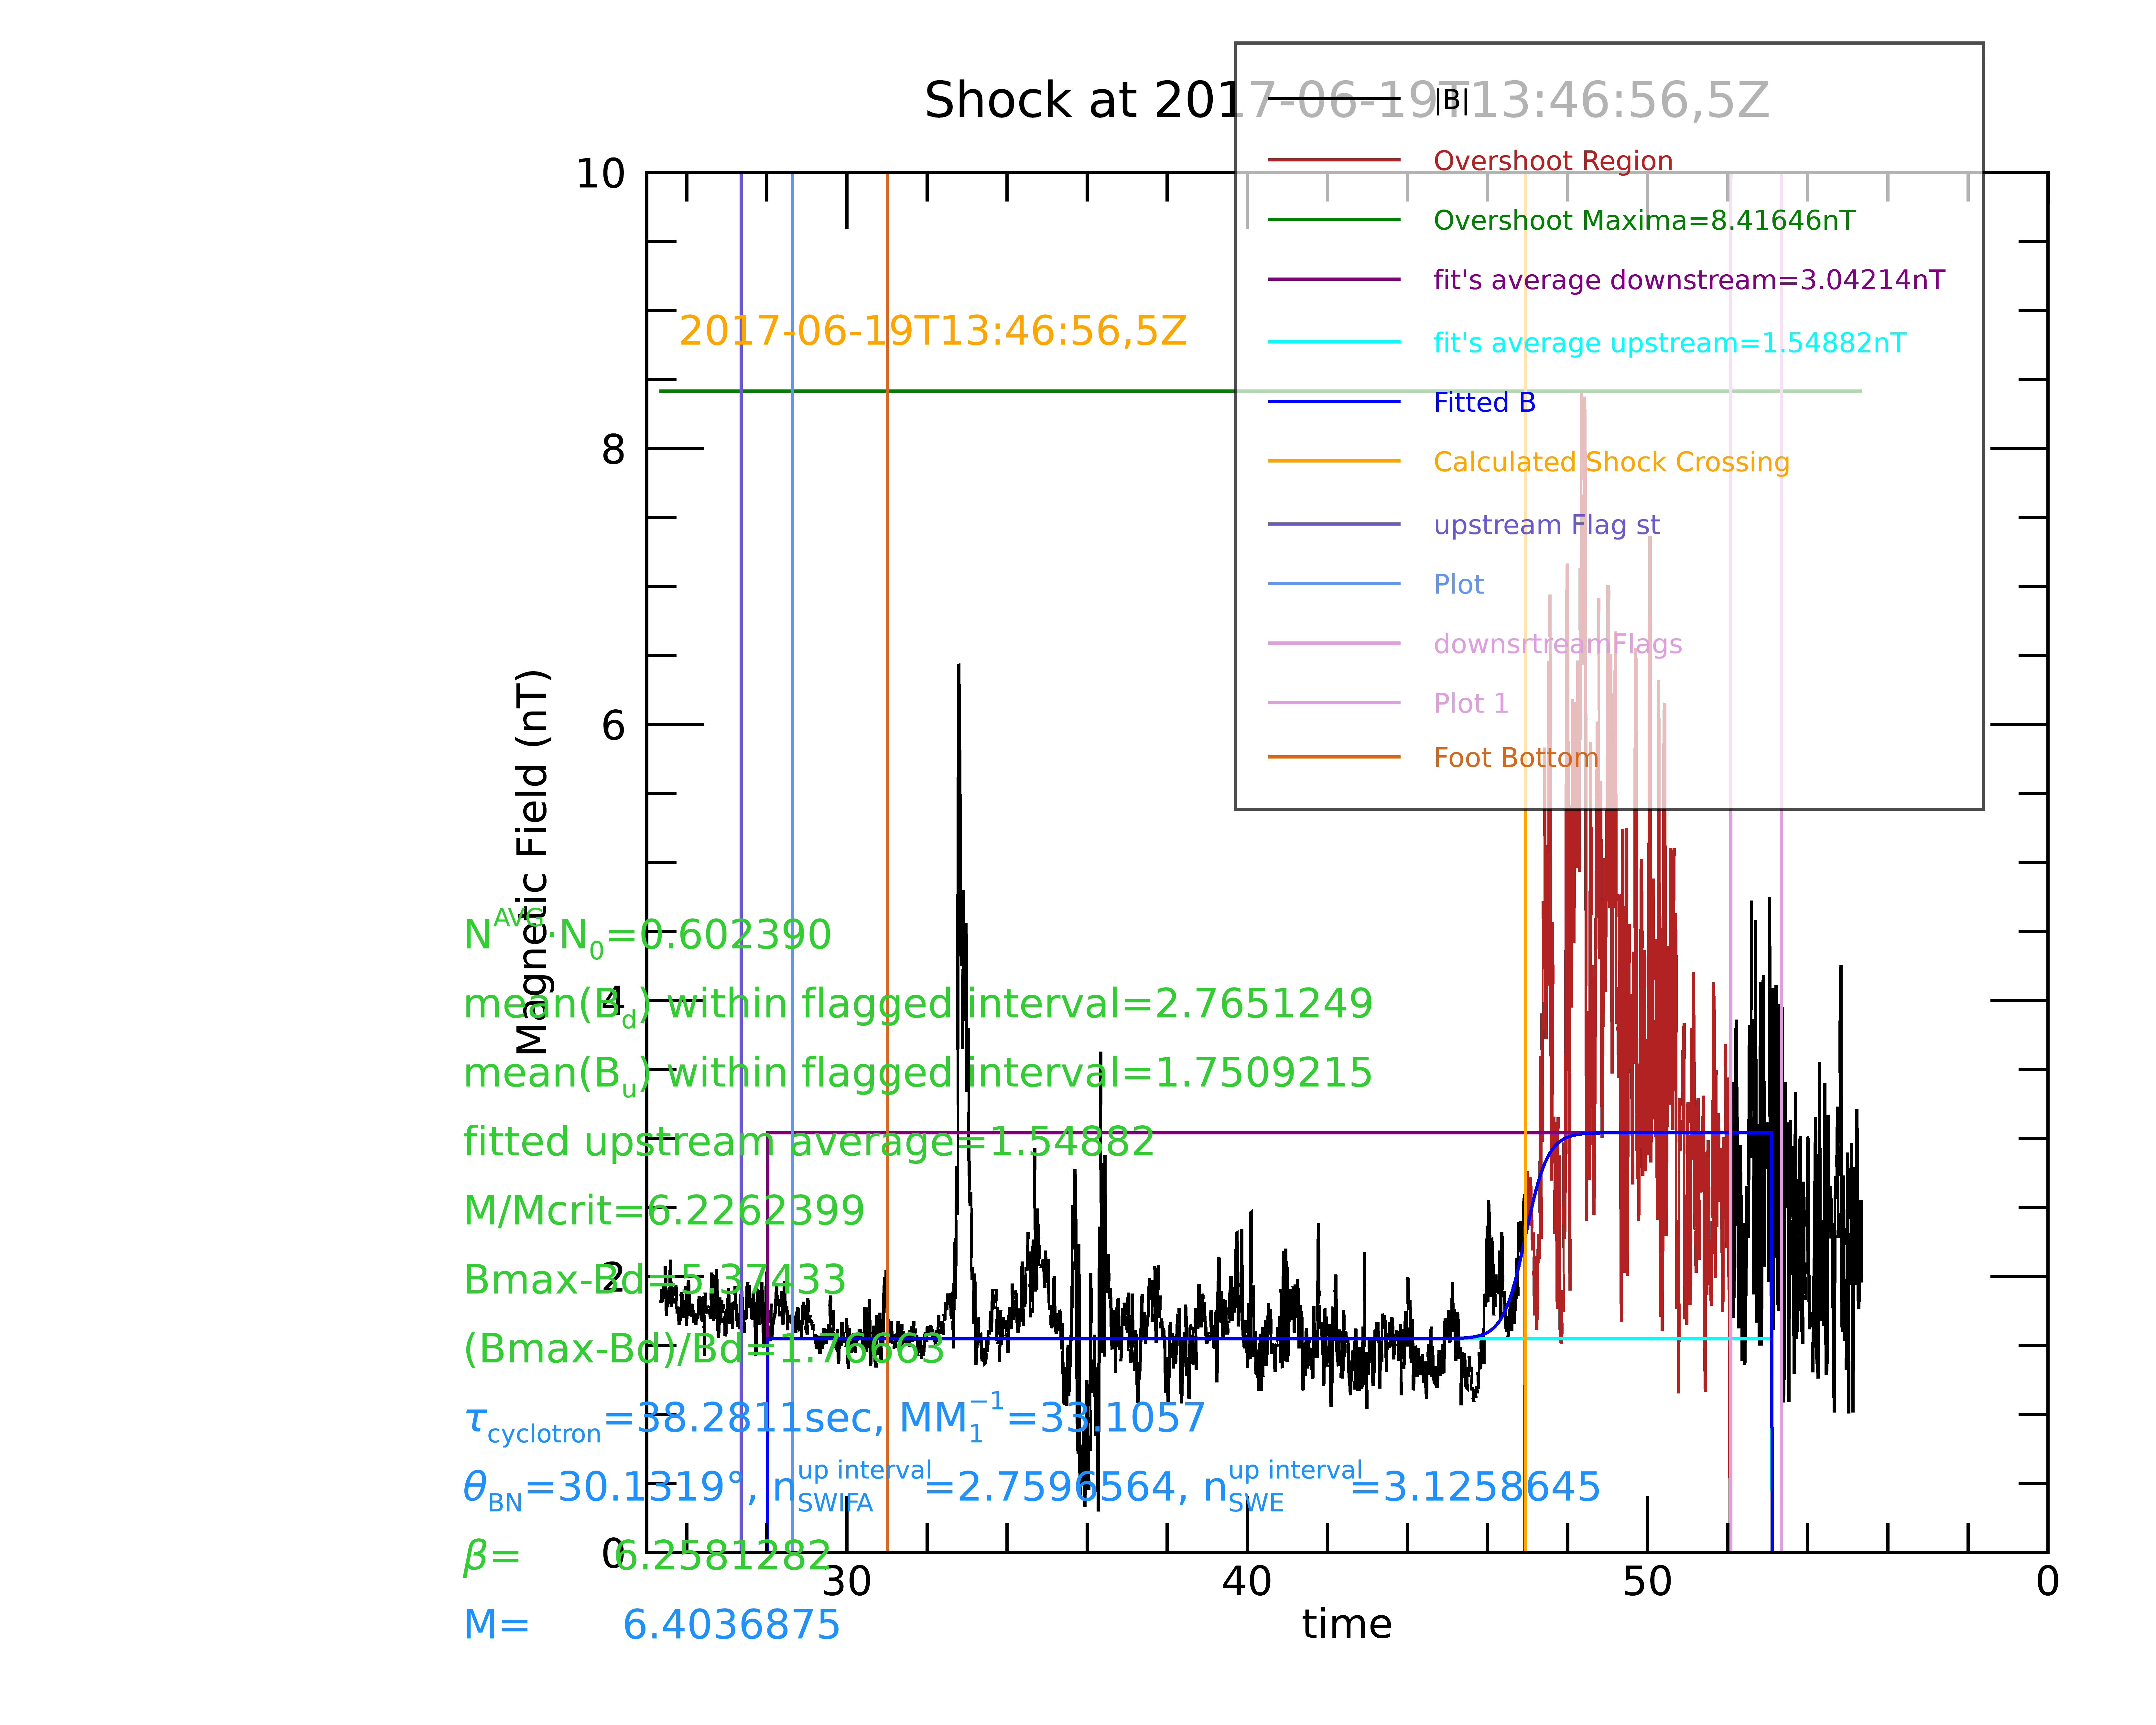 Shock at 2017-06-19T13:46:56,5Z
|B|
Overshoot Region
Overshoot Maxima=8.41646nT
fit's average downstream=3.04214nT
fit's average upstream=1.54882nT
Fitted B
Calculated Shock Crossing
upstream Flag st
Plot
downsrtreamFlags
Plot 1
Foot Bottom
2017-06-19T13:46:56,5Z
10
8
6
4
2
0
Magnetic Field (nT)
N^AVG·N_0=0.602390
mean(B_d) within flagged interval=2.7651249
mean(B_u) within flagged interval=1.7509215
fitted upstream average=1.54882
M/Mcrit=6.2262399
Bmax-Bd=5.37433
(Bmax-Bd)/Bd=1.76663
τ_cyclotron=38.2811sec, MM_1^−1=33.1057
θ_BN=30.1319°, n_SWIFA^up interval=2.7596564, n_SWE^up interval=3.1258645
β= 6.2581282
M= 6.4036875
30 40 50 0
time